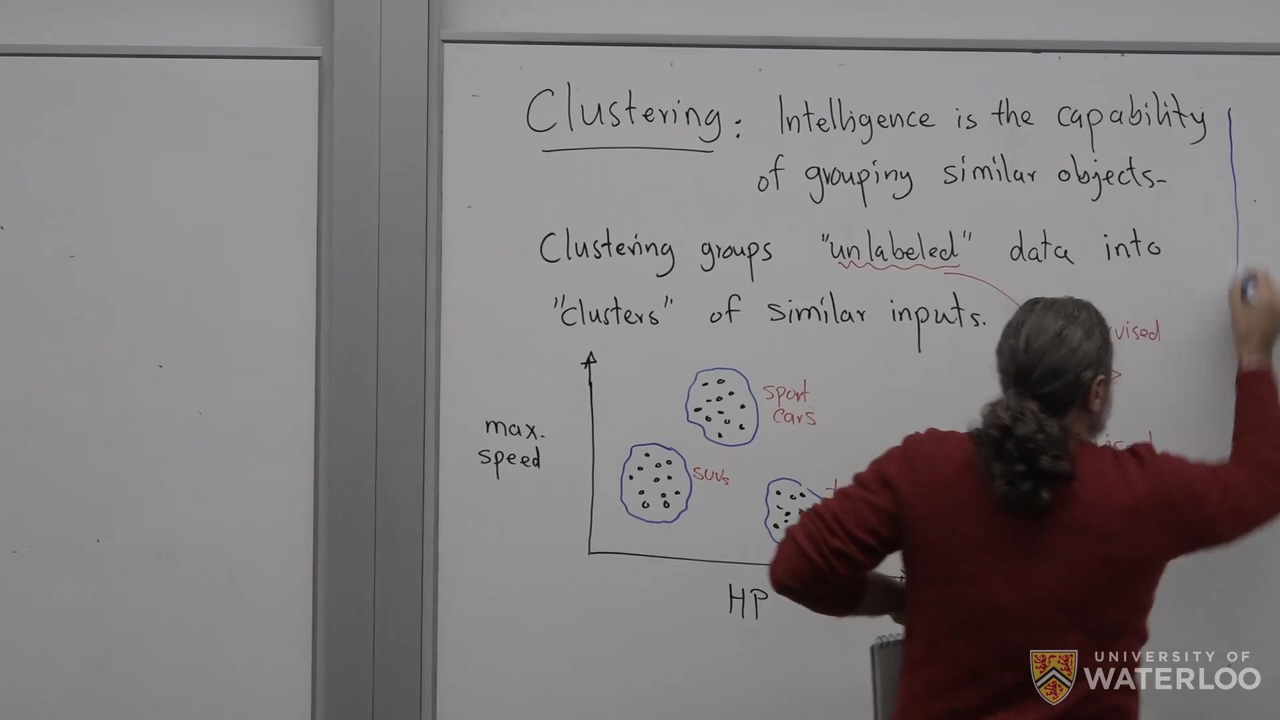 Clustering: Intelligence is the capability
of grouping similar objects.
Clustering groups "unlabeled" data into
"clusters" of similar inputs.
max.
speed
sport
cars
suvs
HP
UNIVERSITY OF
WATERLOO